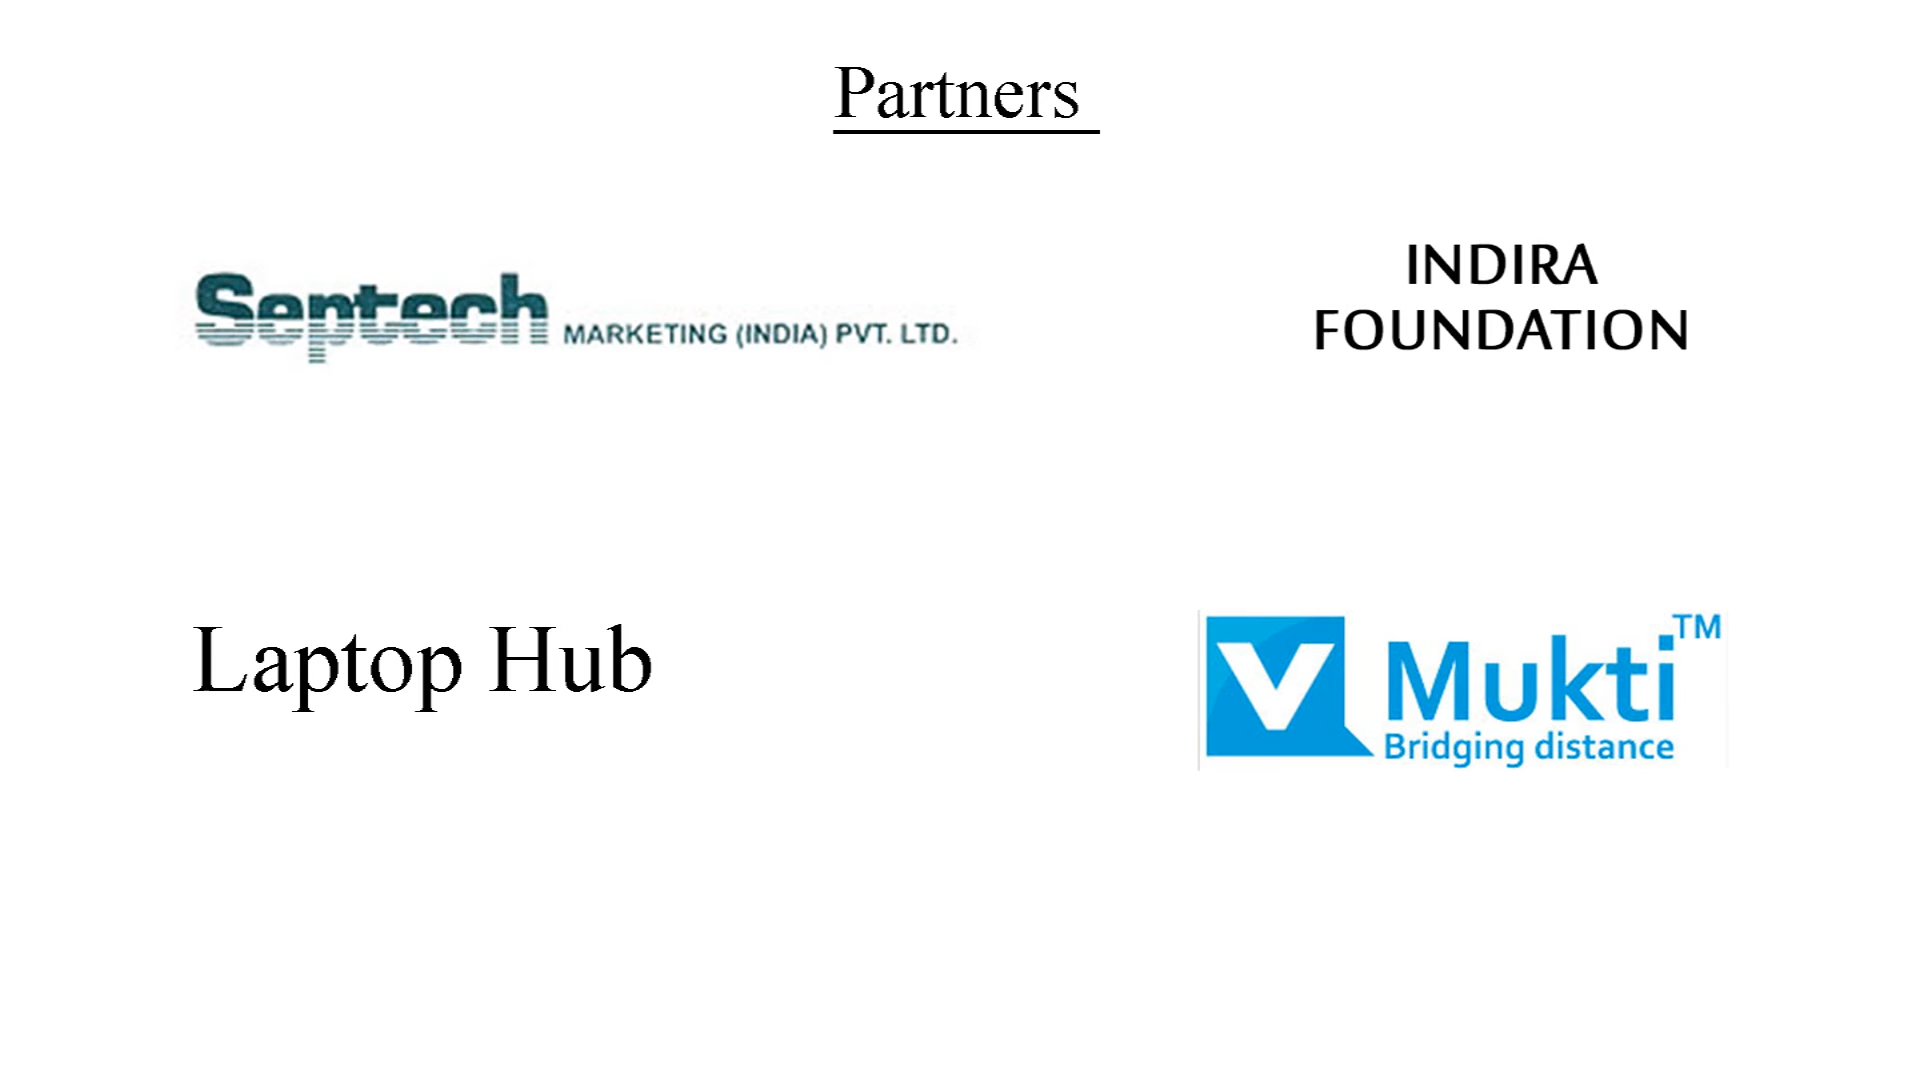 Partners
Septech MARKETING (INDIA) PVT. LTD.
INDIRA
FOUNDATION
Laptop Hub
V Mukti™
Bridging distance